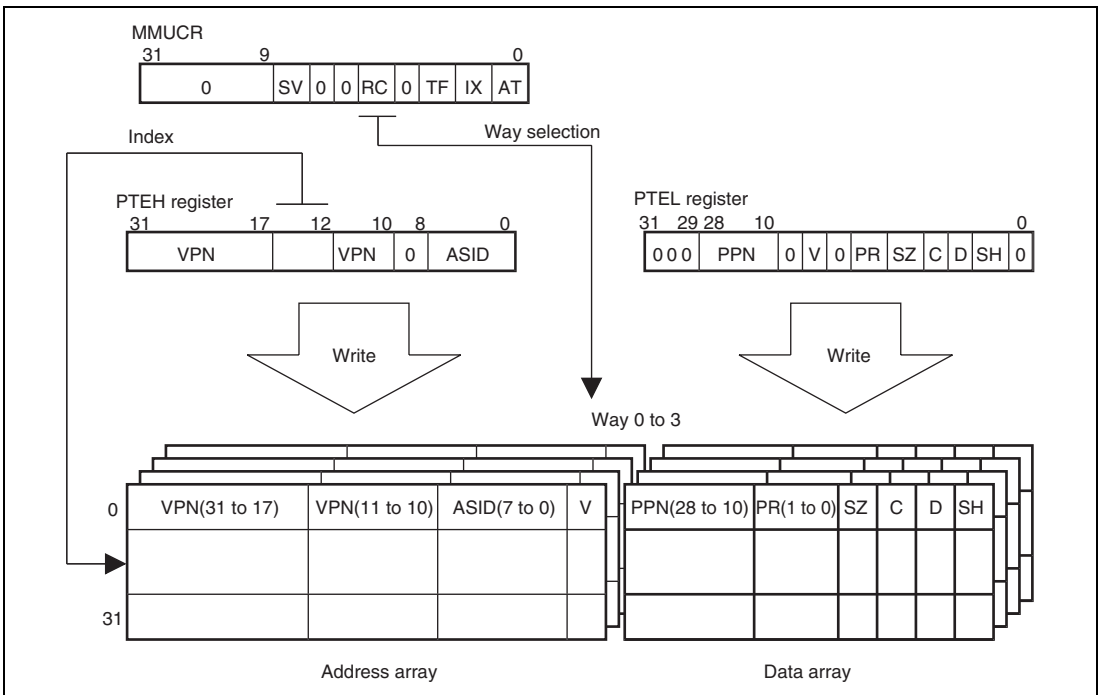 MMUCR
31 9 0
0 SV 0 0 RC 0 TF IX AT
Index
Way selection
PTEH register
31 17 12 10 8 0
VPN VPN 0 ASID
PTEL register
31 29 28 10 0
0 0 0 PPN 0 V 0 PR SZ C D SH 0
Write
Write
Way 0 to 3
0 VPN(31 to 17) VPN(11 to 10) ASID(7 to 0) V PPN(28 to 10) PR(1 to 0) SZ C D SH
31
Address array
Data array